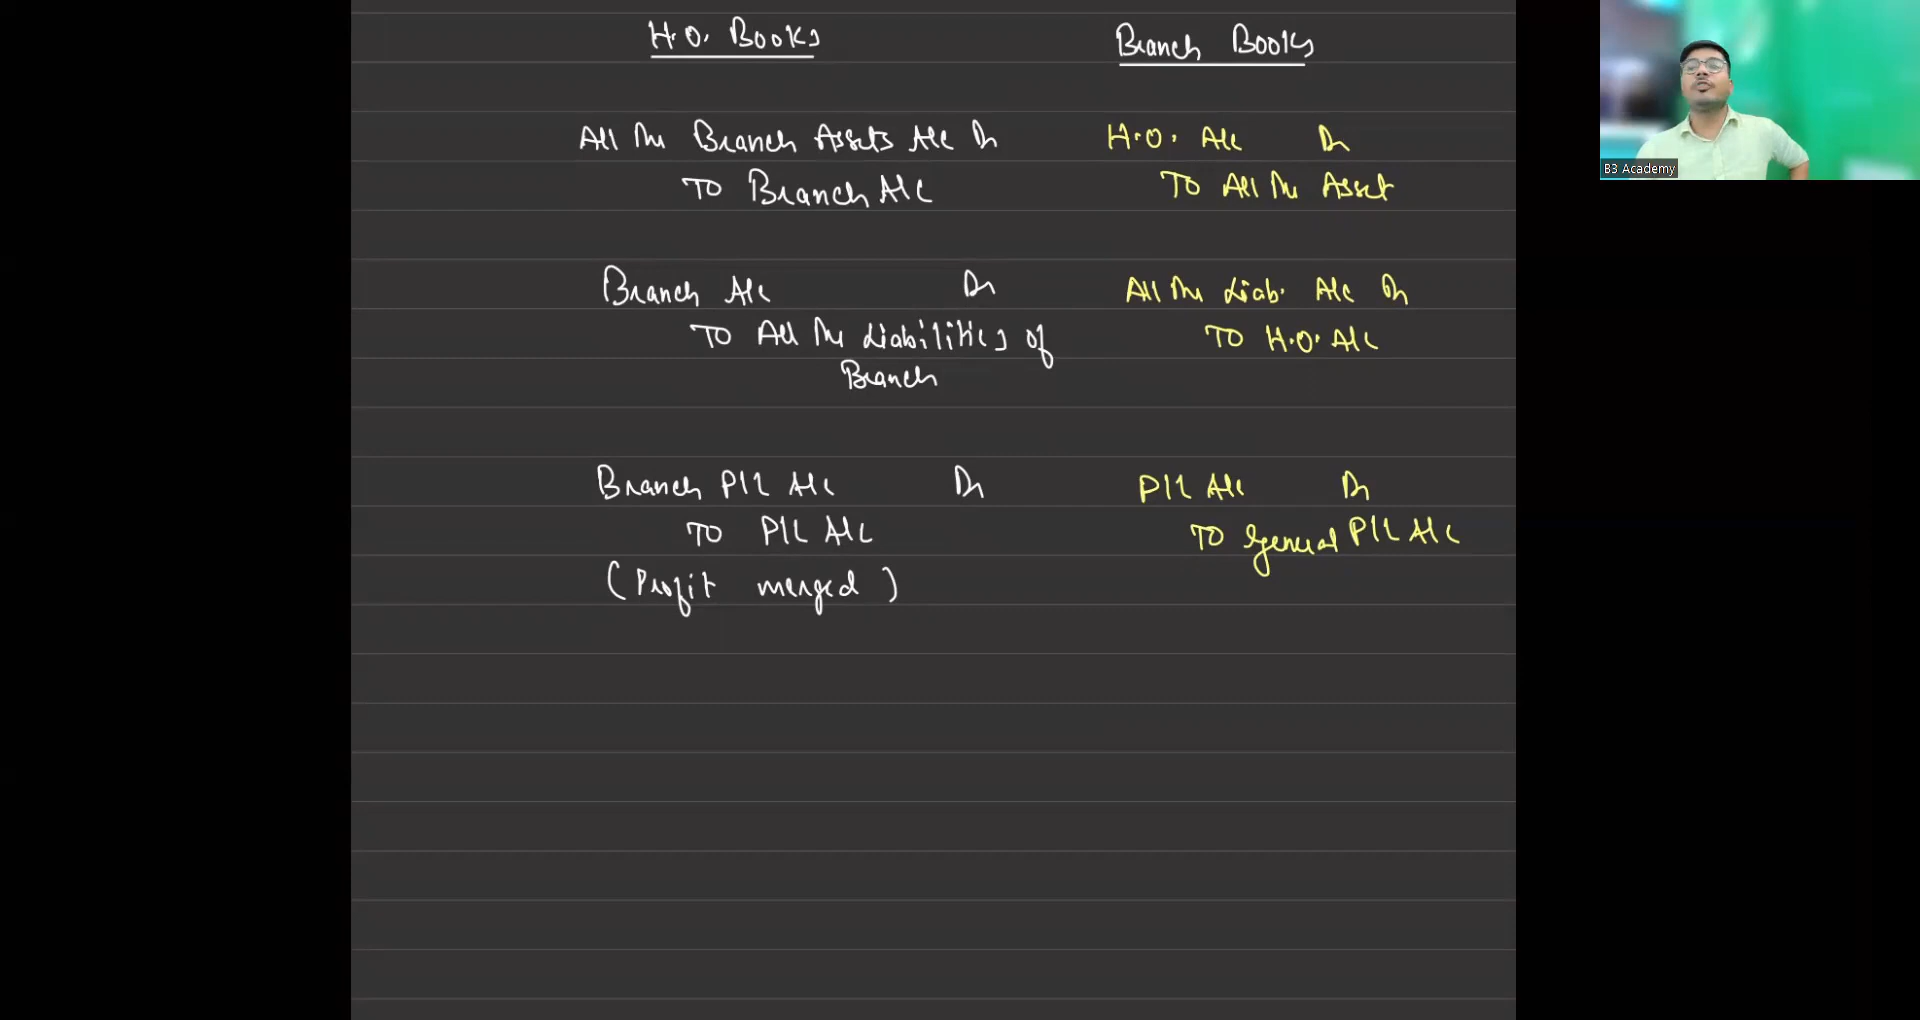 H.O. Books
Branch Books
All the Branch Assets A/c Dr
To Branch A/c
H.O. A/c Dr
To All the Asset
Branch A/c Dr
To All the Liabilities of
Branch
All the Liab. A/c Dr
To H.O. A/c
Branch P/L A/c Dr
To P/L A/c
(Profit merged)
P/L A/c Dr
To General P/L A/c
B3 Academy